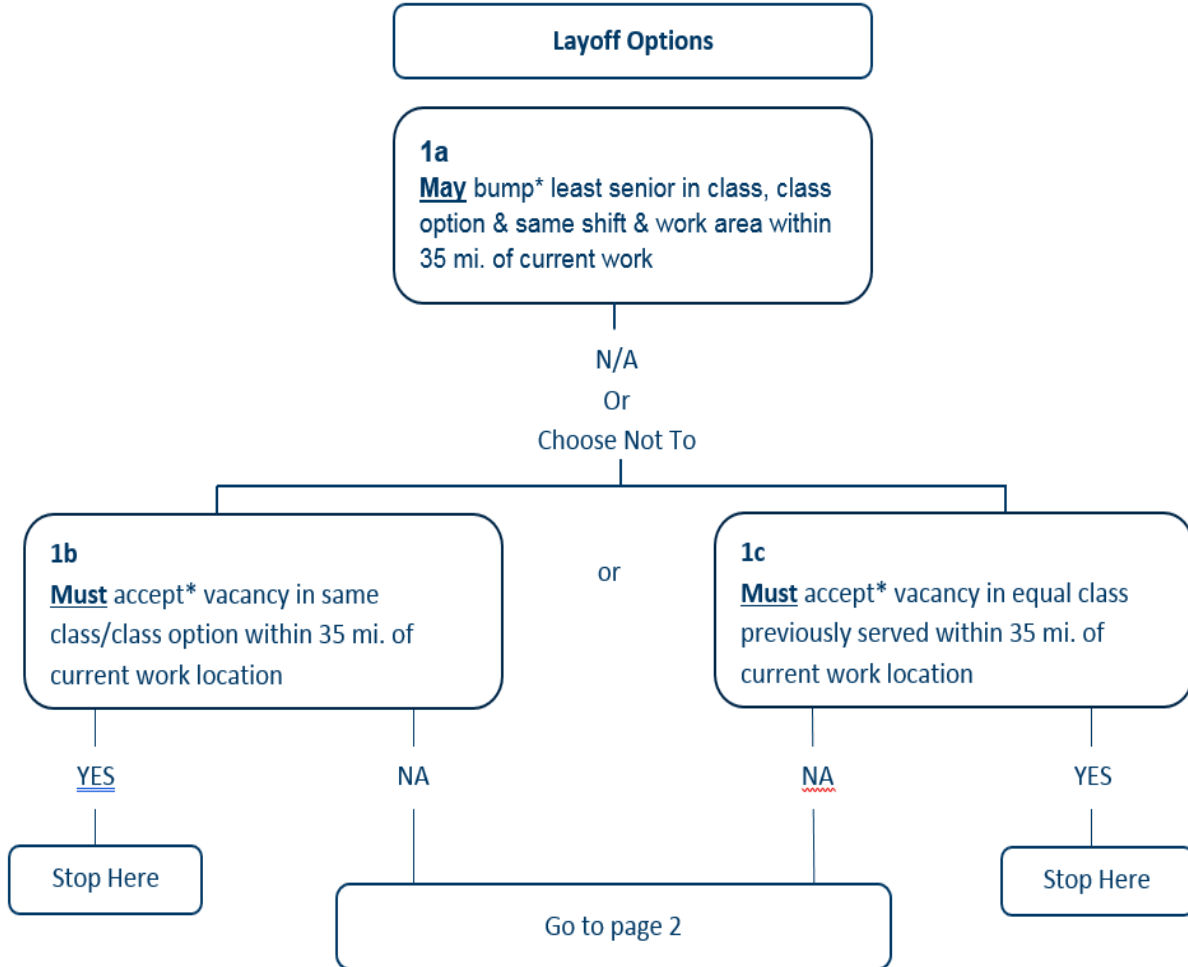 Layoff Options
1a
May bump* least senior in class, class
option & same shift & work area within
35 mi. of current work
N/A
Or
Choose Not To
1b
Must accept* vacancy in same
class/class option within 35 mi. of
current work location
or
1c
Must accept* vacancy in equal class
previously served within 35 mi. of
current work location
YES
NA
NA
YES
Stop Here
Stop Here
Go to page 2